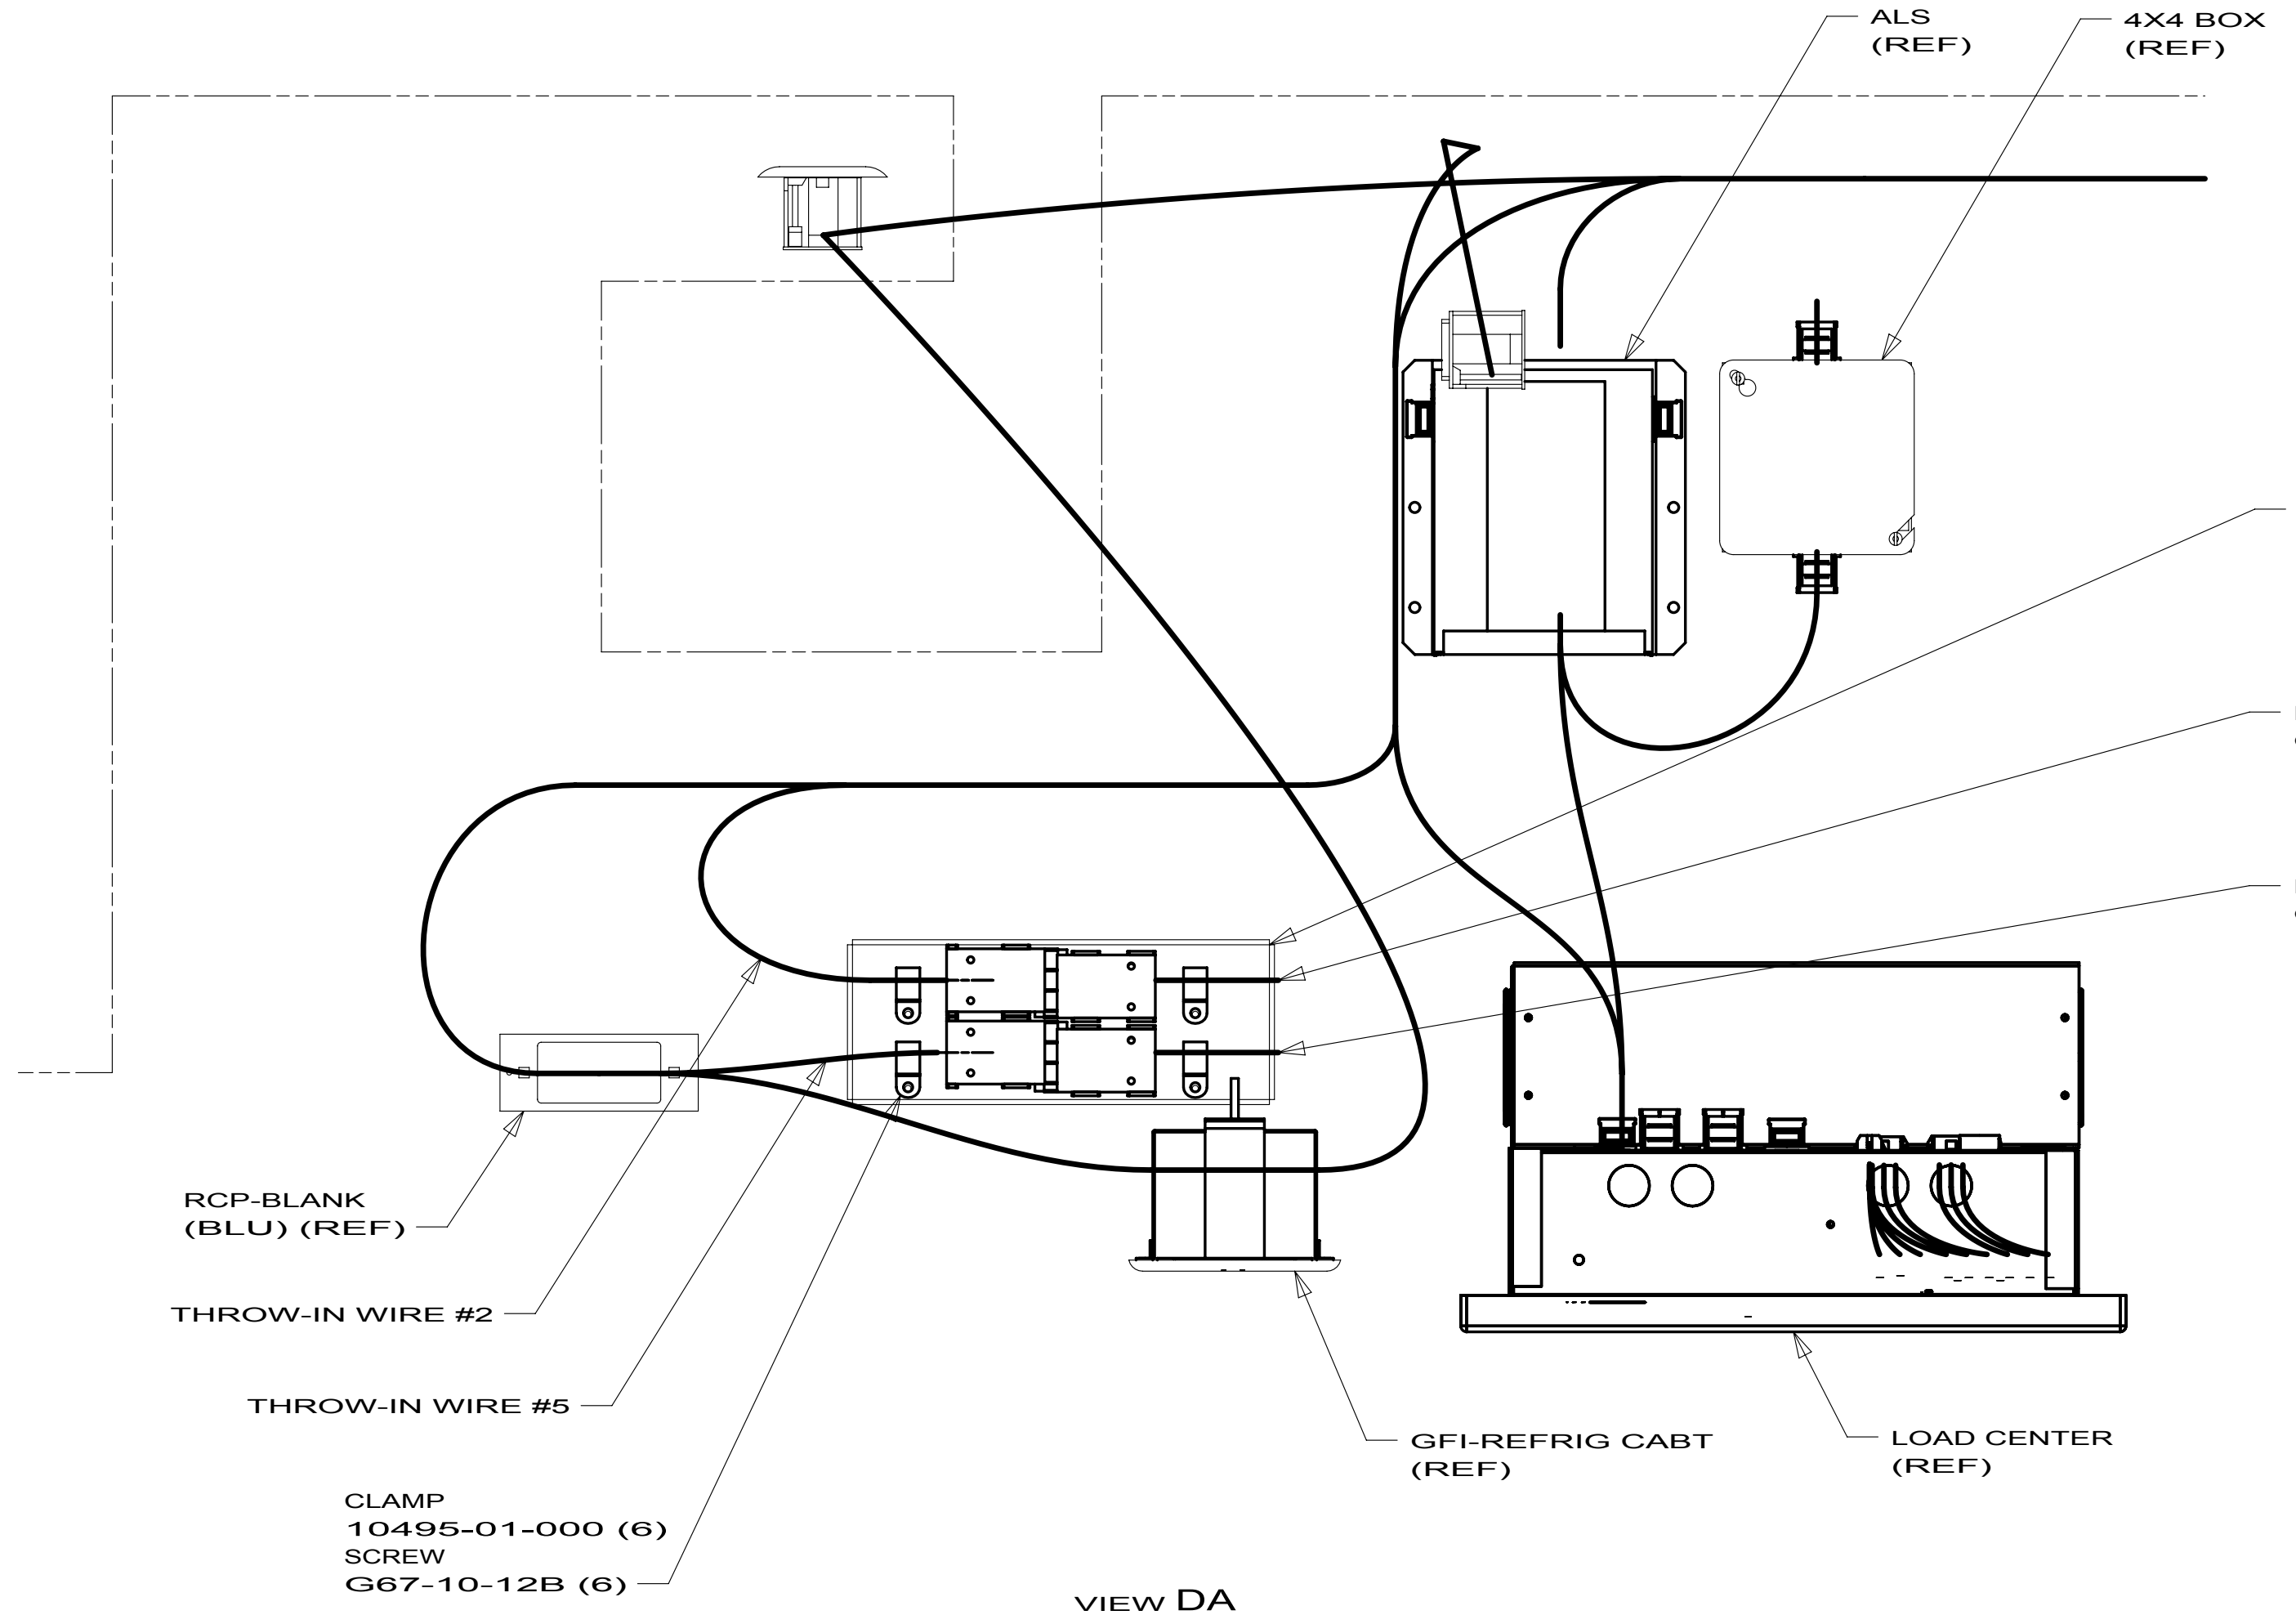 ALS
(REF)
4X4 BOX
(REF)
RCP-BLANK
(BLU) (REF)
THROW-IN WIRE #2
THROW-IN WIRE #5
GFI-REFRIG CABT
(REF)
LOAD CENTER
(REF)
CLAMP
10495-01-000 (6)
SCREW
G67-10-12B (6)
VIEW DA